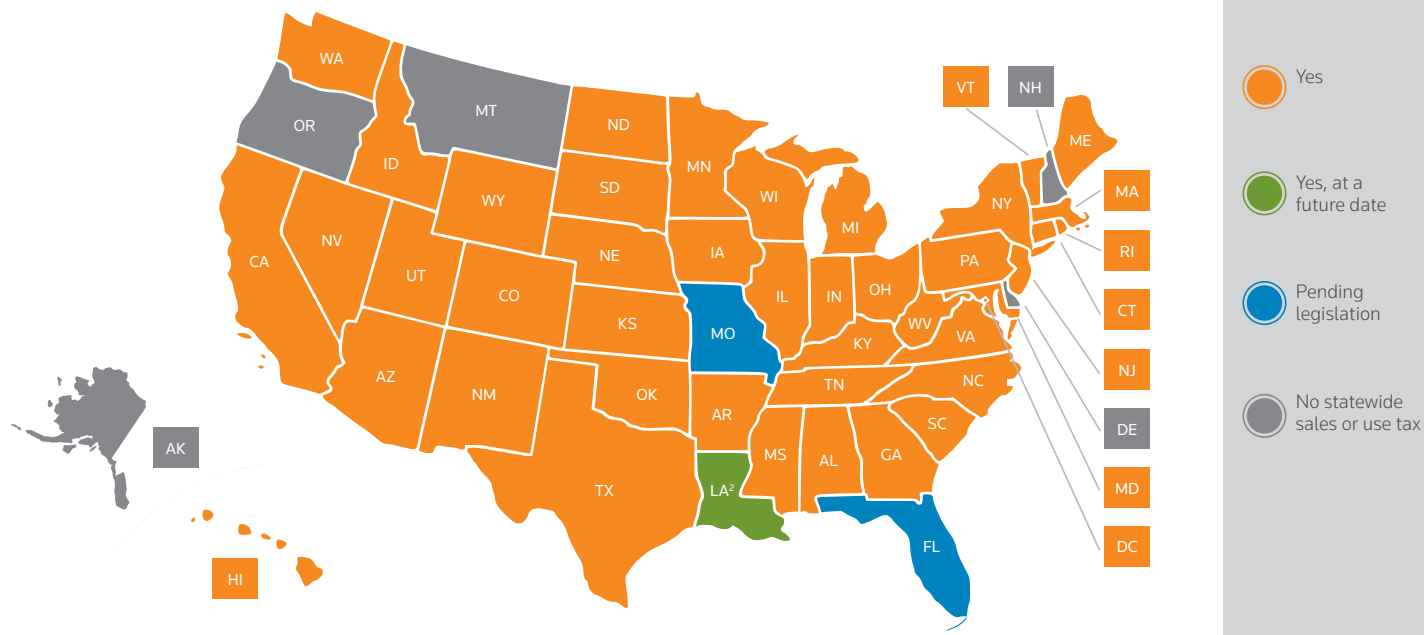 WA
MT
OR
ID
ND
MN
SD
WY
WI
MI
VT
NH
ME
NY
MA
RI
CT
NJ
DE
MD
DC
PA
NV
CA
UT
CO
NE
IA
IL
IN
OH
WV
VA
KS
MO
KY
AZ
NM
OK
AR
TN
NC
SC
MS
AL
GA
TX
LA²
FL
AK
HI
Yes
Yes, at a
future date
Pending
legislation
No statewide
sales or use tax